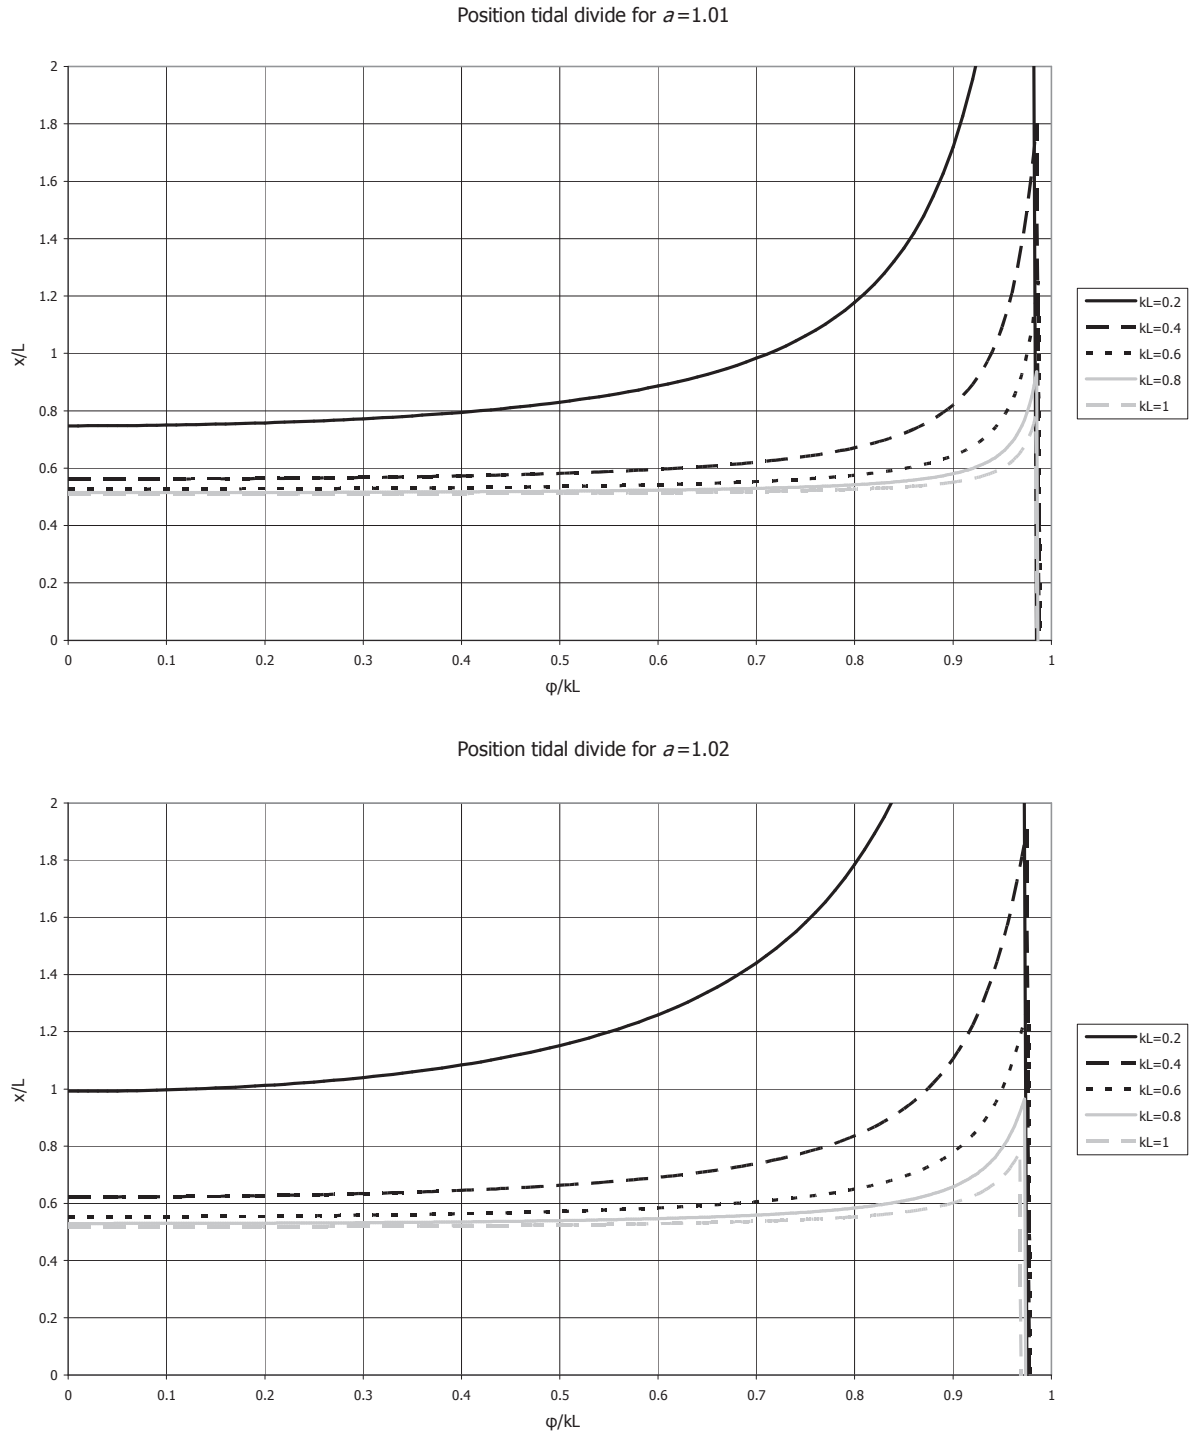 Position tidal divide for a=1.01
2
1.8
1.6
1.4
1.2
1
0.8
0.6
0.4
0.2
0
x/L
0 0.1 0.2 0.3 0.4 0.5 0.6 0.7 0.8 0.9 1
φ/kL
kL=0.2
kL=0.4
kL=0.6
kL=0.8
kL=1
Position tidal divide for a=1.02
2
1.8
1.6
1.4
1.2
1
0.8
0.6
0.4
0.2
0
x/L
0 0.1 0.2 0.3 0.4 0.5 0.6 0.7 0.8 0.9 1
φ/kL
kL=0.2
kL=0.4
kL=0.6
kL=0.8
kL=1